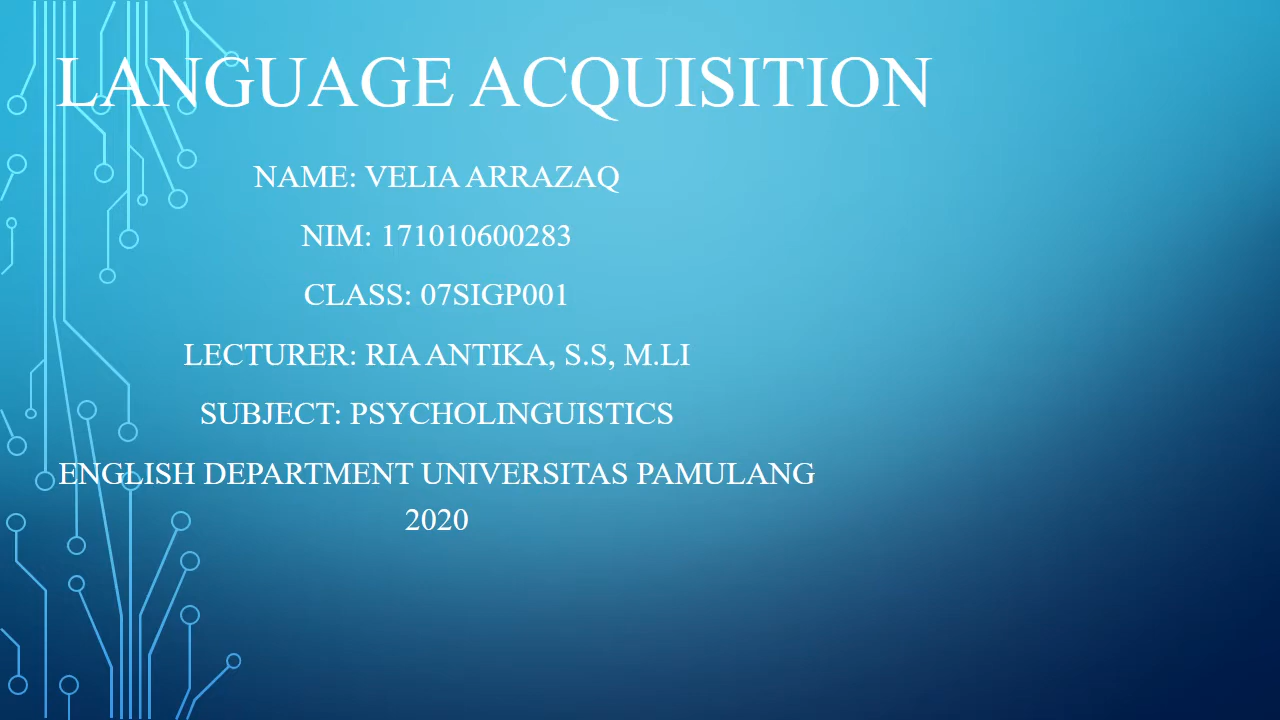 LANGUAGE ACQUISITION
NAME: VELIA ARRAZAQ
NIM: 171010600283
CLASS: 07SIGP001
LECTURER: RIA ANTIKA, S.S, M.LI
SUBJECT: PSYCHOLINGUISTICS
ENGLISH DEPARTMENT UNIVERSITAS PAMULANG
2020